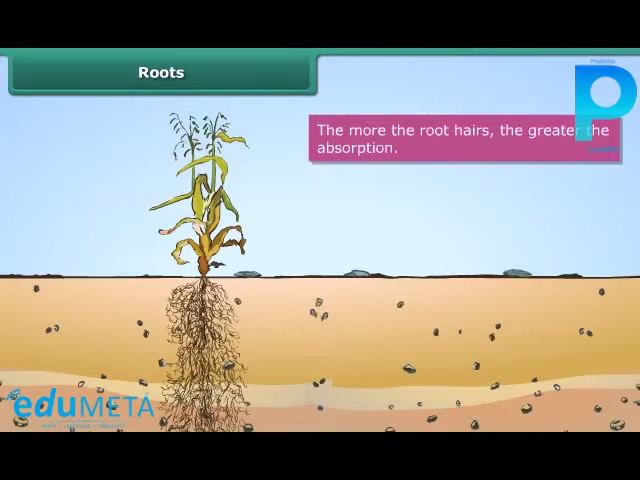 Roots
The more the root hairs, the greater the
absorption.
P
eduMETA